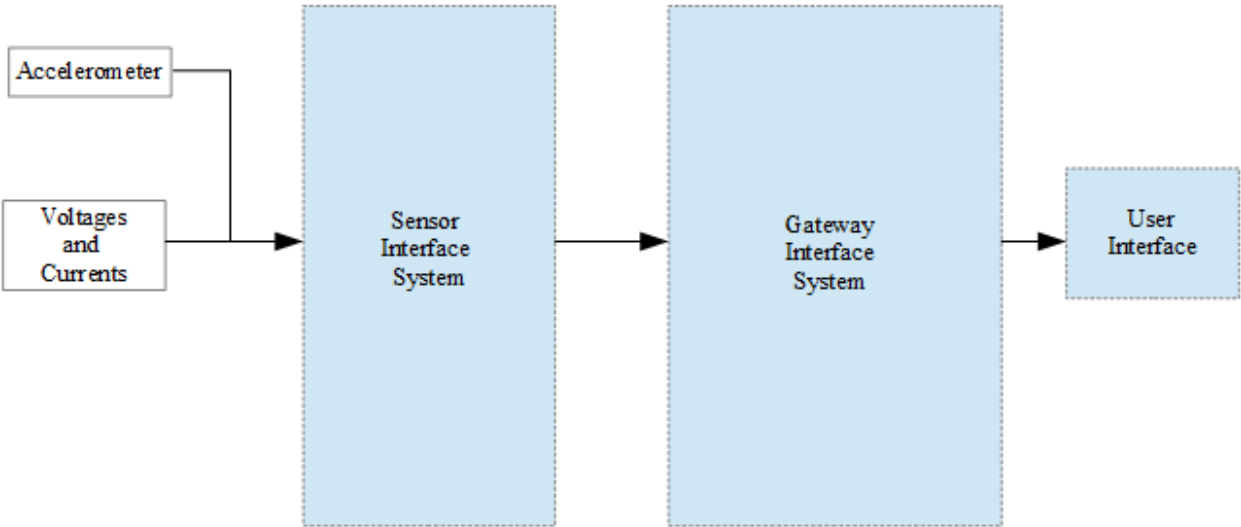 Accelerometer
Voltages
and
Currents
Sensor
Interface
System
Gateway
Interface
System
User
Interface